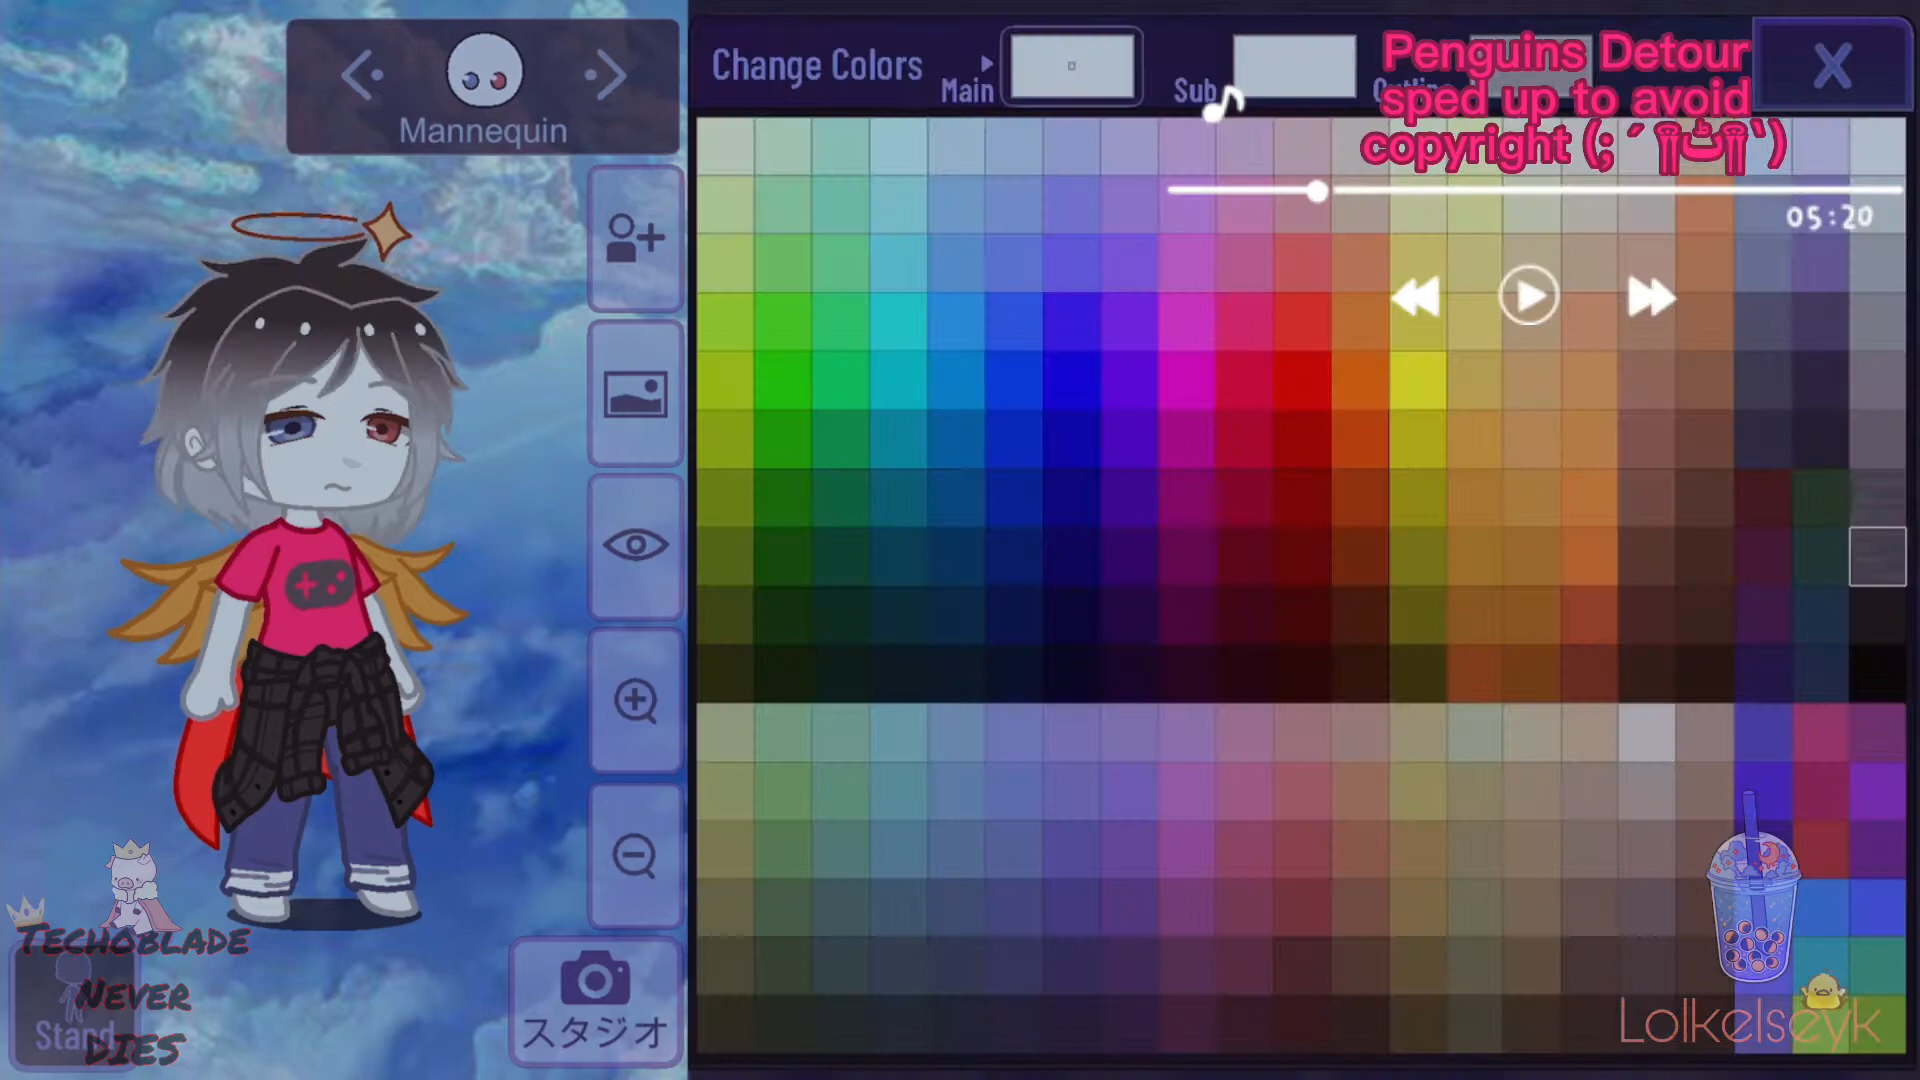 Mannequin
Change Colors
Main
Sub
Penguins Detour
sped up to avoid
copyright (;´༎ຶٹ༎ຶ`)
X
05:20
TECHOBLADE
NEVER
DIES
Stand
スタジオ
Lolkelseyk